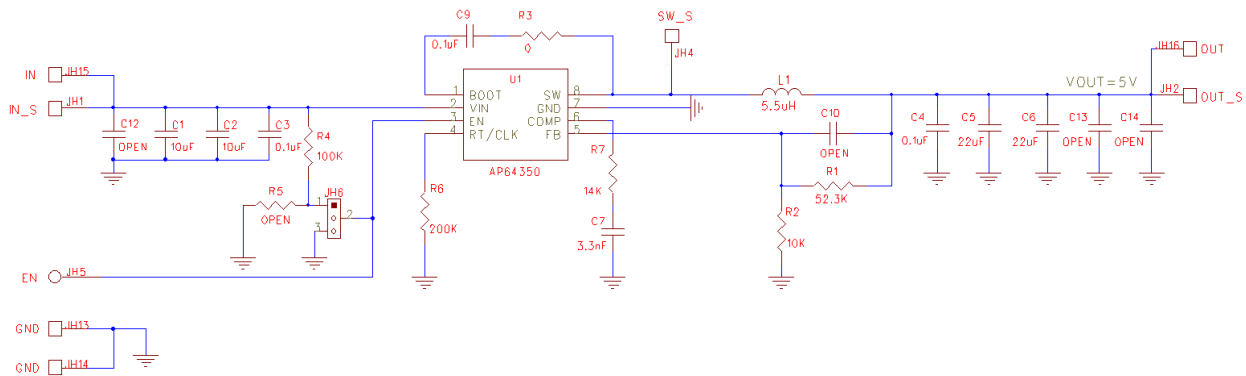 C9
0.1uF
R3
0
SW_S
JH4
JH16
OUT
IN
JH15
IN_S
JH1
U1
1 BOOT
2 VIN
3 EN
4 RT/CLK
SW 8
GND 7
COMP 6
FB 5
AP64350
L1
5.5uH
VOUT=5V
JH2
OUT_S
C12
OPEN
C1
10uF
C2
10uF
C3
0.1uF
R4
100K
C10
OPEN
R1
52.3K
C4
0.1uF
C5
22uF
C6
22uF
C13
OPEN
C14
OPEN
R5
OPEN
JH6
1
2
3
R6
200K
R7
14K
C7
3.3nF
R2
10K
EN
JH5
GND
JH13
GND
JH14